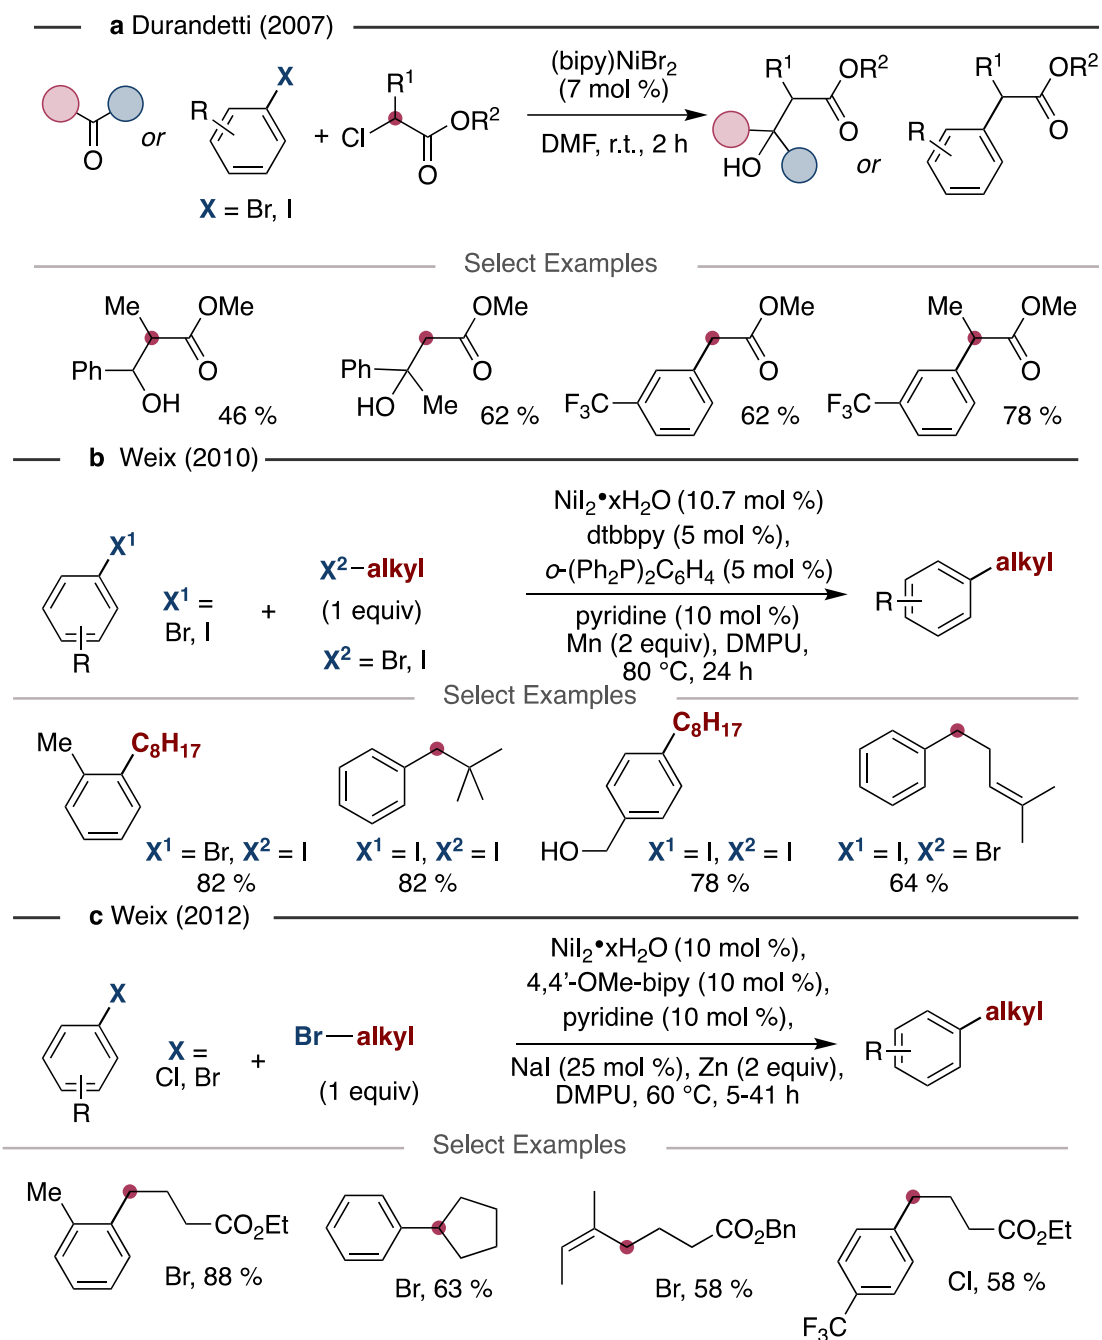 a Durandetti (2007)
O
or
R
X
X = Br, I
+
Cl
R1
OR2
O
(bipy)NiBr2
(7 mol %)
DMF, r.t., 2 h
R1
OR2
O
HO
or
R1
OR2
O
R
Select Examples
Me
OMe
O
Ph
OH
46 %
OMe
O
Ph
HO
Me
62 %
OMe
O
F3C
62 %
Me
OMe
O
F3C
78 %
b Weix (2010)
X1
R
X1 =
Br, I
+
X2–alkyl
(1 equiv)
X2 = Br, I
NiI2•xH2O (10.7 mol %)
dtbbpy (5 mol %),
o-(Ph2P)2C6H4 (5 mol %)
pyridine (10 mol %)
Mn (2 equiv), DMPU,
80 °C, 24 h
alkyl
R
Select Examples
Me
C8H17
X1 = Br, X2 = I
82 %
X1 = I, X2 = I
82 %
C8H17
HO
X1 = I, X2 = I
78 %
X1 = I, X2 = Br
64 %
c Weix (2012)
X
R
X =
Cl, Br
+
Br—alkyl
(1 equiv)
NiI2•xH2O (10 mol %),
4,4'-OMe-bipy (10 mol %),
pyridine (10 mol %),
NaI (25 mol %), Zn (2 equiv),
DMPU, 60 °C, 5-41 h
alkyl
R
Select Examples
Me
CO2Et
Br, 88 %
Br, 63 %
CO2Bn
Br, 58 %
CO2Et
F3C
Cl, 58 %